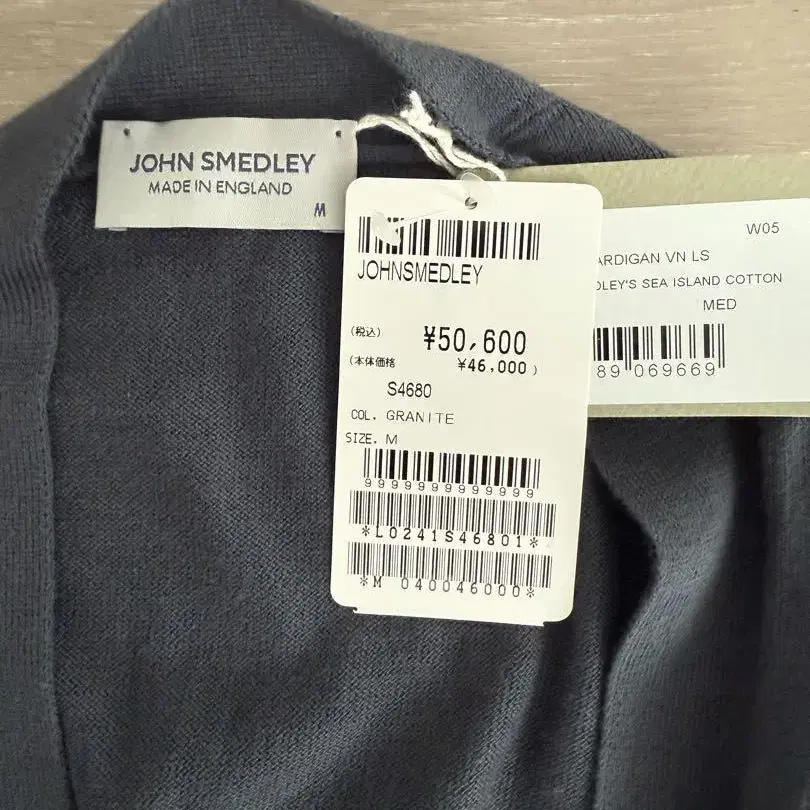 JOHN SMEDLEY
MADE IN ENGLAND
M
JOHNSMEDLEY
(税込) ¥50,600
(本体価格 ¥46,000)
S4680
COL. GRANITE
SIZE. M
9999999999999
*L0241S46801*
*M 040046000*
W05
ARDIGAN VN LS
DLEY'S SEA ISLAND COTTON
MED
89 069669